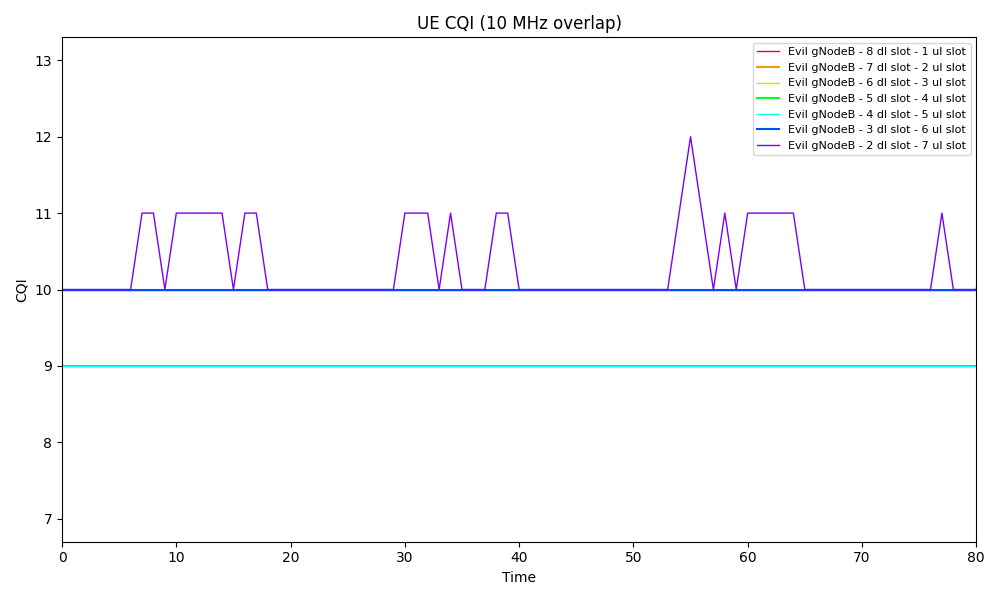 UE CQI (10 MHz overlap)
Evil gNodeB - 8 dl slot - 1 ul slot
Evil gNodeB - 7 dl slot - 2 ul slot
Evil gNodeB - 6 dl slot - 3 ul slot
Evil gNodeB - 5 dl slot - 4 ul slot
Evil gNodeB - 4 dl slot - 5 ul slot
Evil gNodeB - 3 dl slot - 6 ul slot
Evil gNodeB - 2 dl slot - 7 ul slot
13
12
11
10
9
8
7
CQI
0 10 20 30 40 50 60 70 80
Time